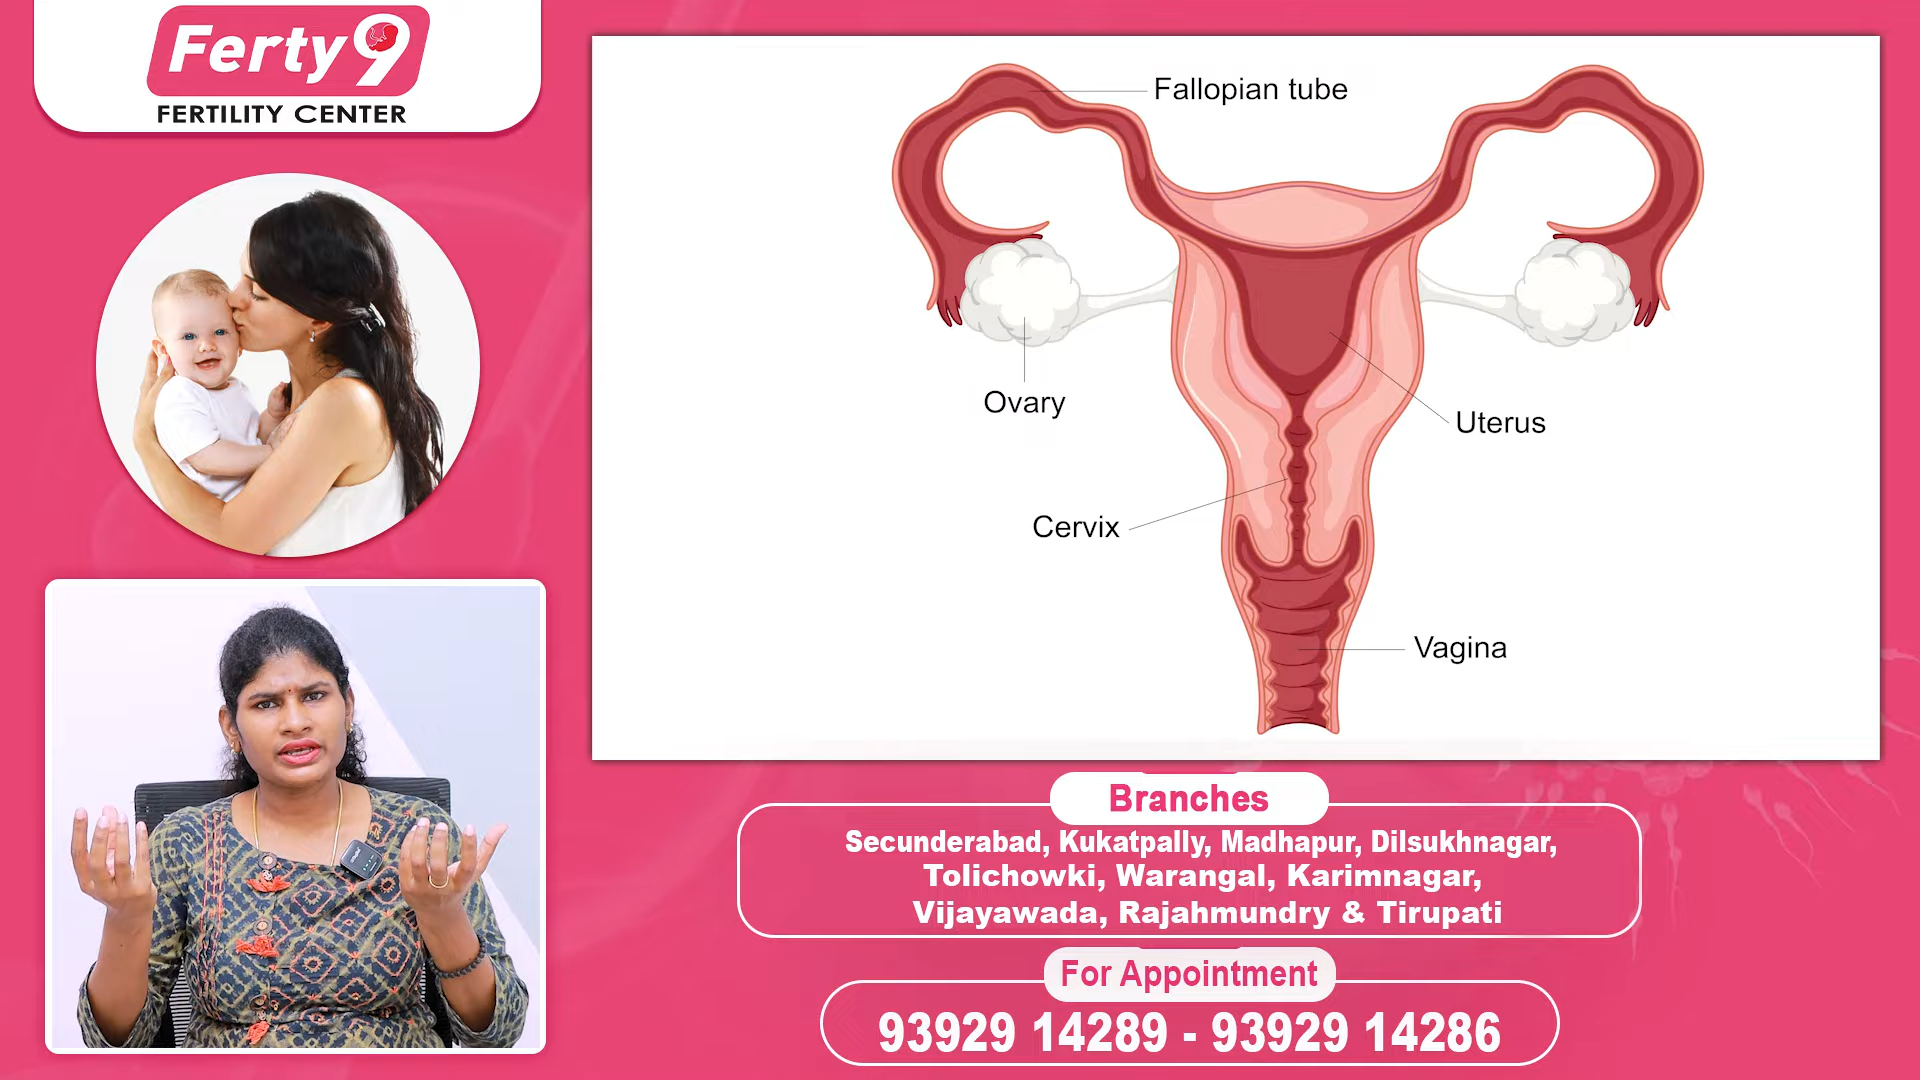 Ferty9
FERTILITY CENTER
Fallopian tube
Ovary
Uterus
Cervix
Vagina
Branches
Secunderabad, Kukatpally, Madhapur, Dilsukhnagar,
Tolichowki, Warangal, Karimnagar,
Vijayawada, Rajahmundry & Tirupati
For Appointment
93929 14289 - 93929 14286